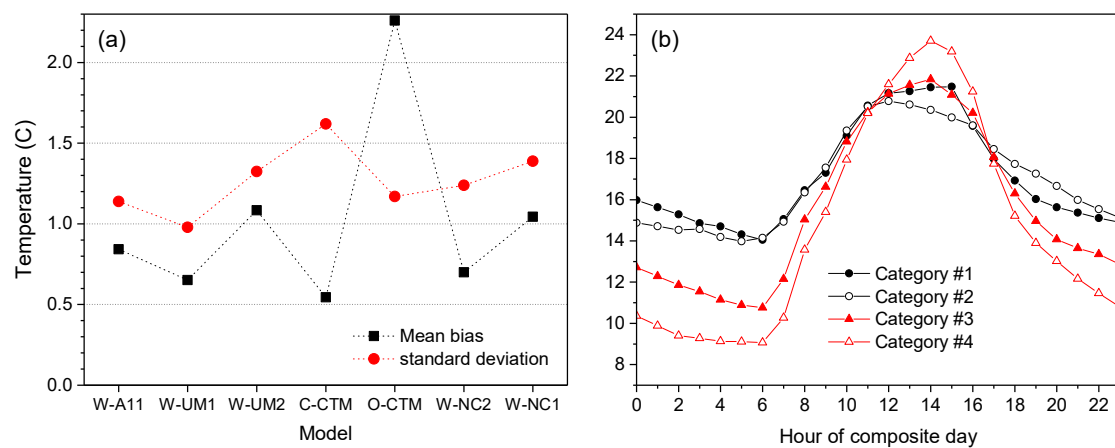 (a)
Temperature (C)
2.0
1.5
1.0
0.5
0.0
Mean bias
standard deviation
W-A11 W-UM1 W-UM2 C-CTM O-CTM W-NC2 W-NC1
Model
(b)
24
22
20
18
16
14
12
10
8
Category #1
Category #2
Category #3
Category #4
0 2 4 6 8 10 12 14 16 18 20 22
Hour of composite day